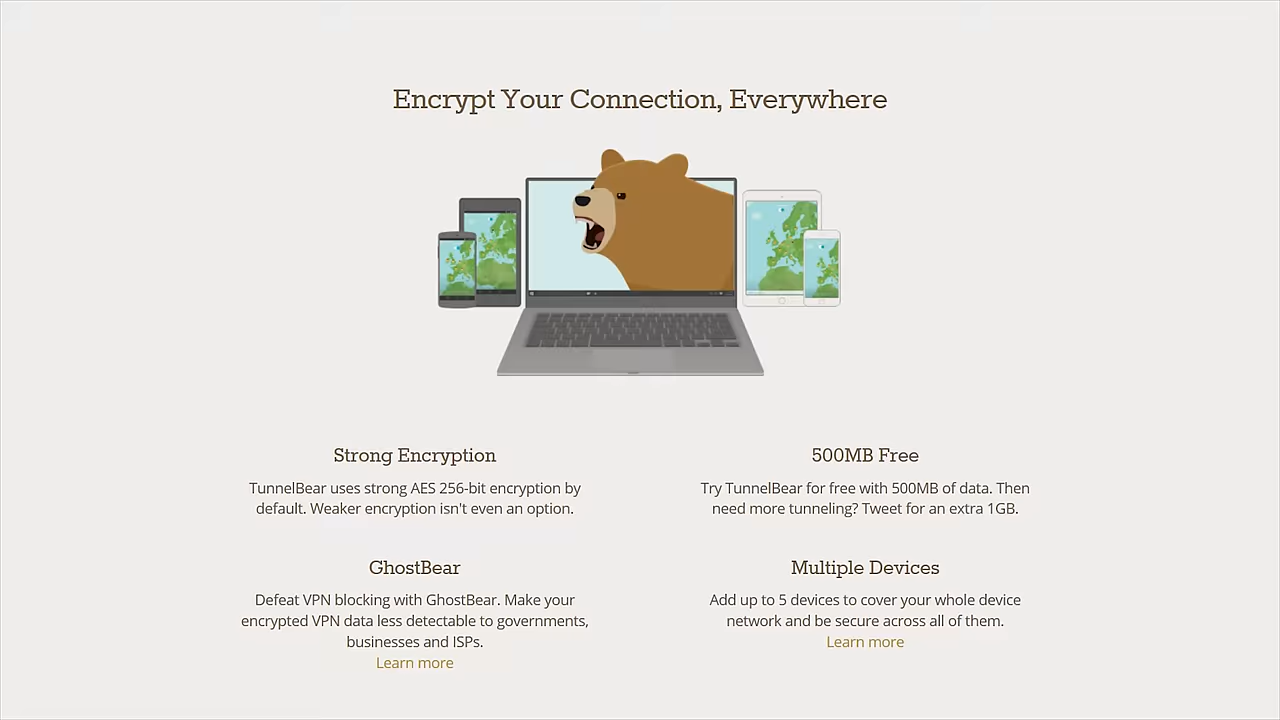 Encrypt Your Connection, Everywhere
Strong Encryption
TunnelBear uses strong AES 256-bit encryption by
default. Weaker encryption isn't even an option.
500MB Free
Try TunnelBear for free with 500MB of data. Then
need more tunneling? Tweet for an extra 1GB.
GhostBear
Defeat VPN blocking with GhostBear. Make your
encrypted VPN data less detectable to governments,
businesses and ISPs.
Learn more
Multiple Devices
Add up to 5 devices to cover your whole device
network and be secure across all of them.
Learn more